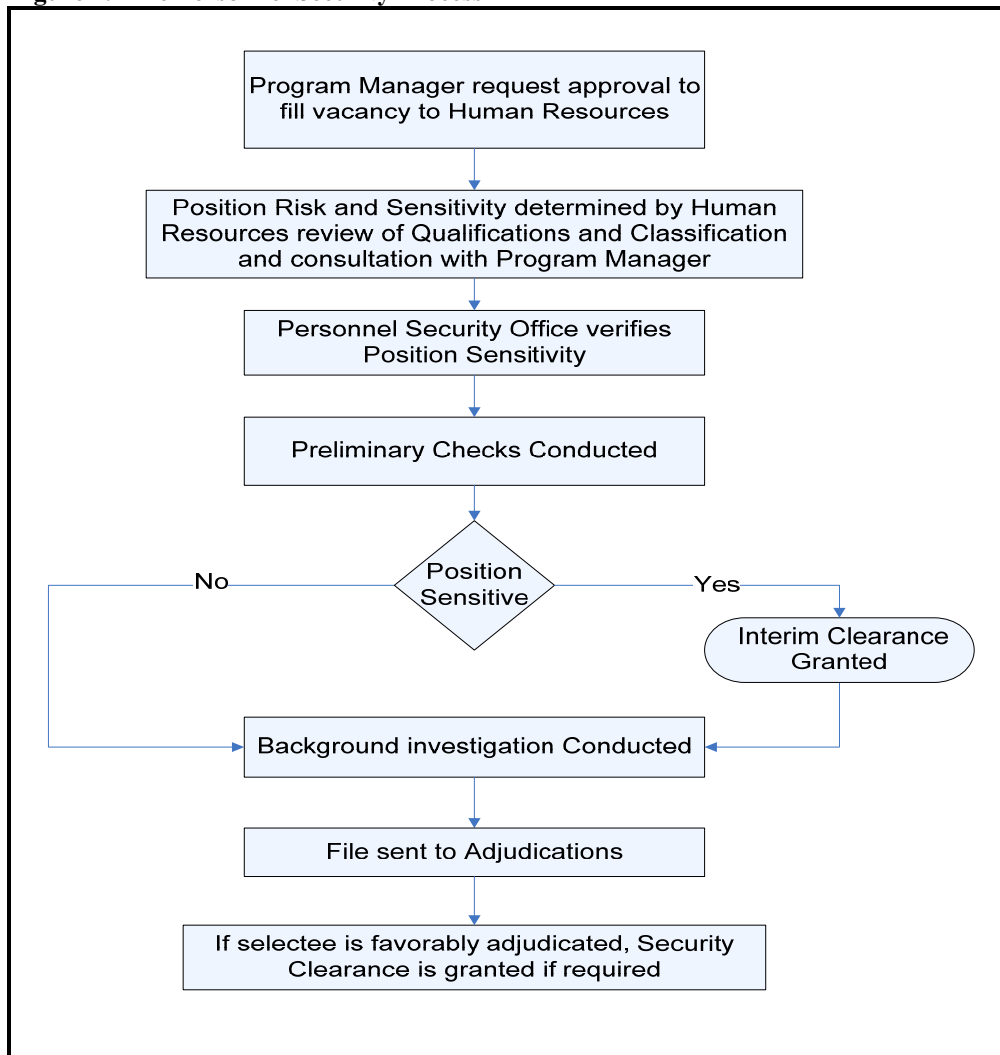 Program Manager request approval to
fill vacancy to Human Resources
Position Risk and Sensitivity determined by Human
Resources review of Qualifications and Classification
and consultation with Program Manager
Personnel Security Office verifies
Position Sensitivity
Preliminary Checks Conducted
Position
Sensitive
No
Yes
Interim Clearance
Granted
Background investigation Conducted
File sent to Adjudications
If selectee is favorably adjudicated, Security
Clearance is granted if required